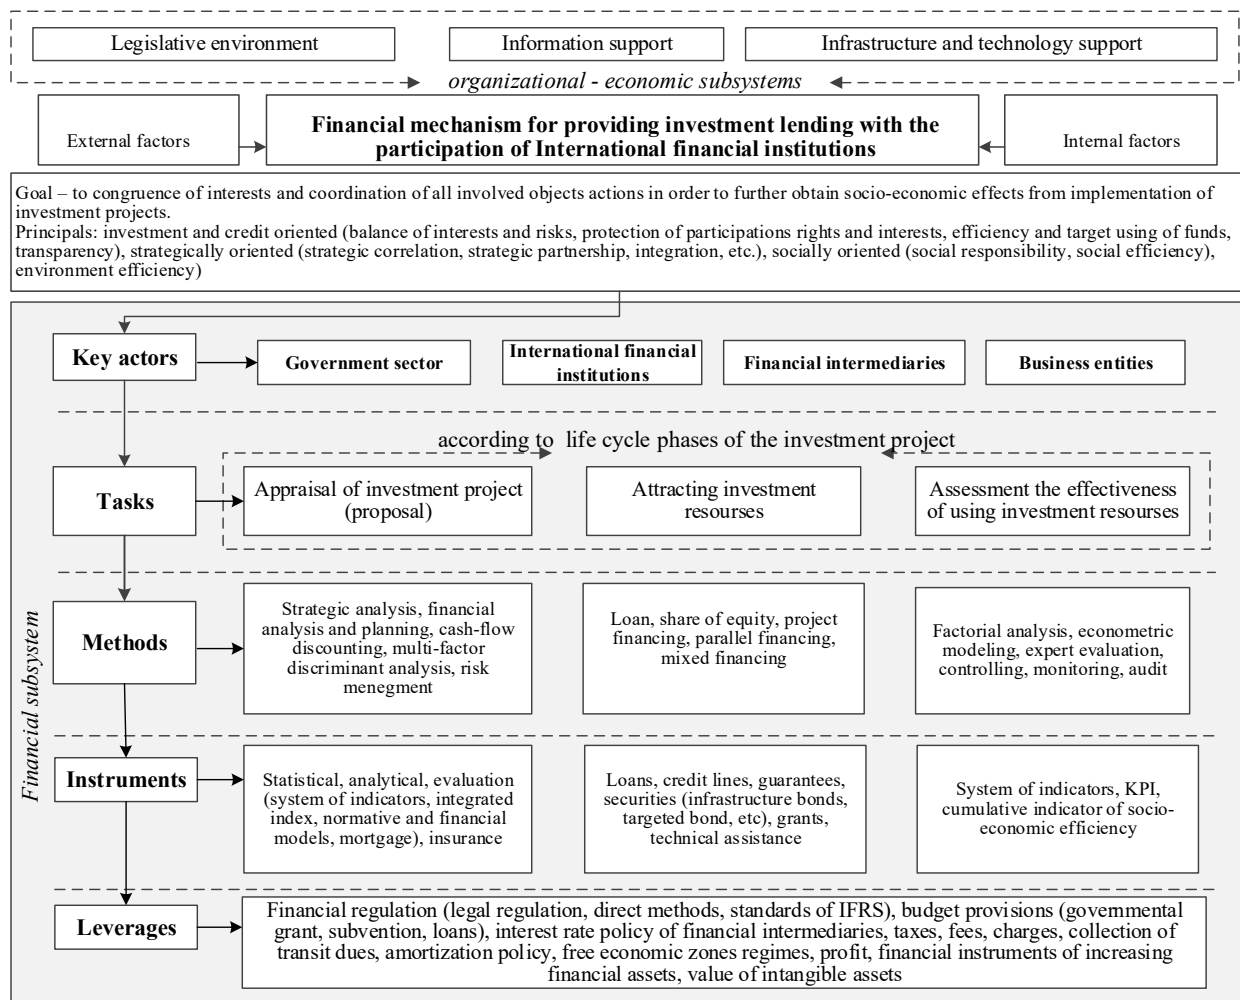 Legislative environment
Information support
Infrastructure and technology support
organizational - economic subsystems
External factors
Financial mechanism for providing investment lending with the
participation of International financial institutions
Internal factors
Goal – to congruence of interests and coordination of all involved objects actions in order to further obtain socio-economic effects from implementation of
investment projects.
Principals: investment and credit oriented (balance of interests and risks, protection of participations rights and interests, efficiency and target using of funds,
transparency), strategically oriented (strategic correlation, strategic partnership, integration, etc.), socially oriented (social responsibility, social efficiency),
environment efficiency)
Financial subsystem
Key actors
Government sector
International financial
institutions
Financial intermediaries
Business entities
according to life cycle phases of the investment project
Tasks
Appraisal of investment project
(proposal)
Attracting investment
resourses
Assessment the effectiveness
of using investment resourses
Methods
Strategic analysis, financial
analysis and planning, cash-flow
discounting, multi-factor
discriminant analysis, risk
menegment
Loan, share of equity, project
financing, parallel financing,
mixed financing
Factorial analysis, econometric
modeling, expert evaluation,
controlling, monitoring, audit
Instruments
Statistical, analytical, evaluation
(system of indicators, integrated
index, normative and financial
models, mortgage), insurance
Loans, credit lines, guarantees,
securities (infrastructure bonds,
targeted bond, etc), grants,
technical assistance
System of indicators, KPI,
cumulative indicator of socio-
economic efficiency
Leverages
Financial regulation (legal regulation, direct methods, standards of IFRS), budget provisions (governmental
grant, subvention, loans), interest rate policy of financial intermediaries, taxes, fees, charges, collection of
transit dues, amortization policy, free economic zones regimes, profit, financial instruments of increasing
financial assets, value of intangible assets